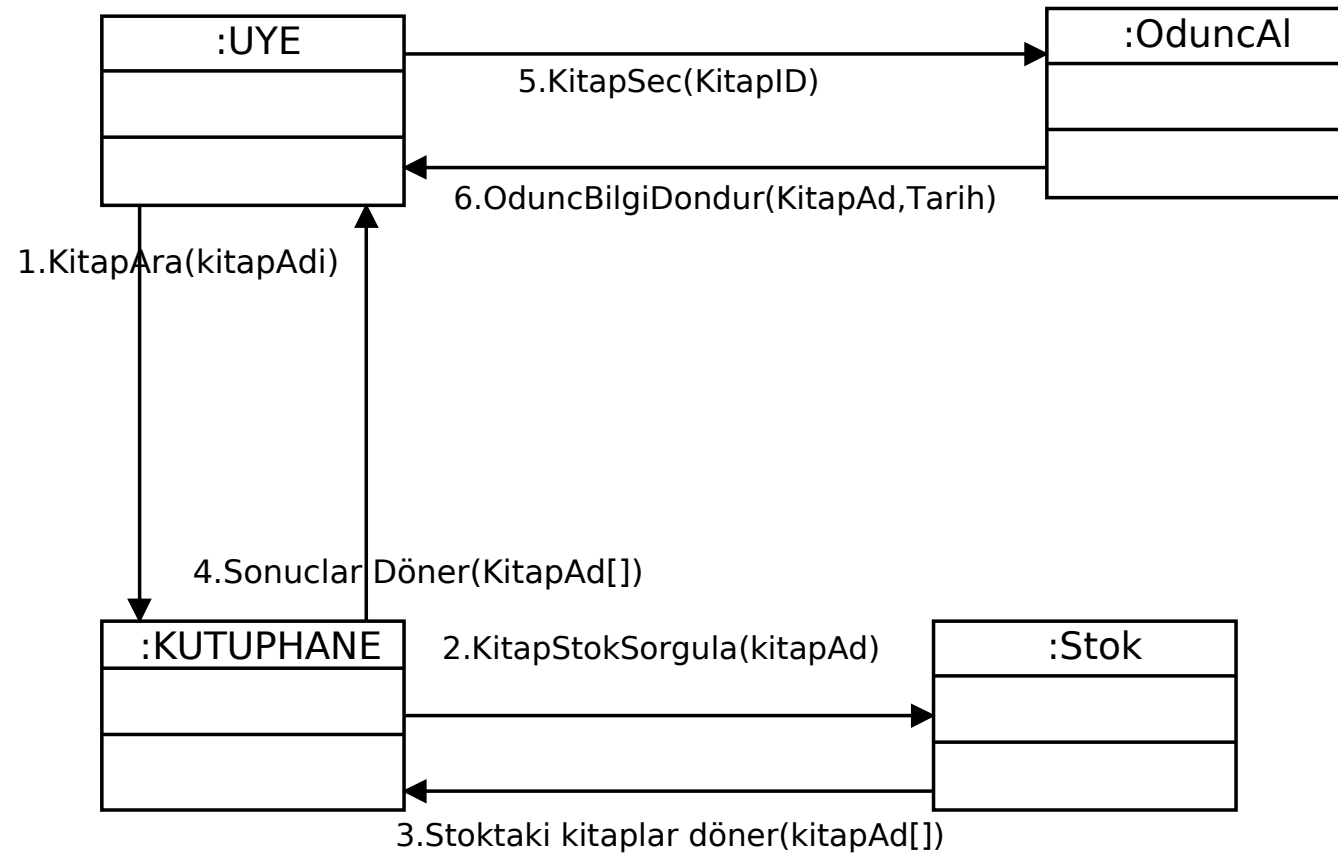 :UYE
:OduncAl
5.KitapSec(KitapID)
6.OduncBilgiDondur(KitapAd,Tarih)
1.KitapAra(kitapAdi)
4.Sonuclar Döner(KitapAd[])
:KUTUPHANE
2.KitapStokSorgula(kitapAd)
:Stok
3.Stoktaki kitaplar döner(kitapAd[])